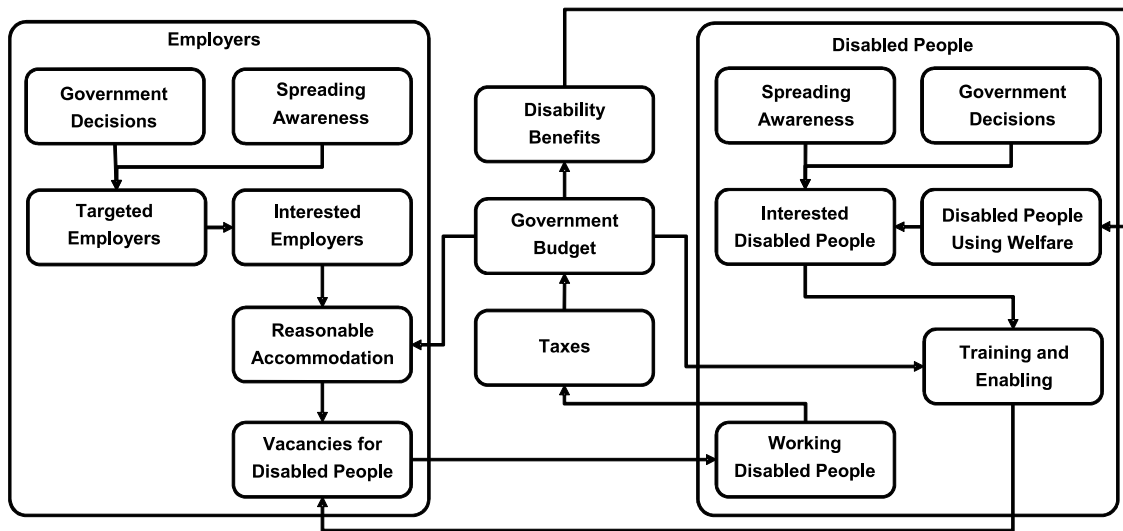 Employers
Government
Decisions
Spreading
Awareness
Targeted
Employers
Interested
Employers
Reasonable
Accommodation
Vacancies for
Disabled People
Disability
Benefits
Government
Budget
Taxes
Disabled People
Spreading
Awareness
Government
Decisions
Interested
Disabled People
Disabled People
Using Welfare
Training and
Enabling
Working
Disabled People